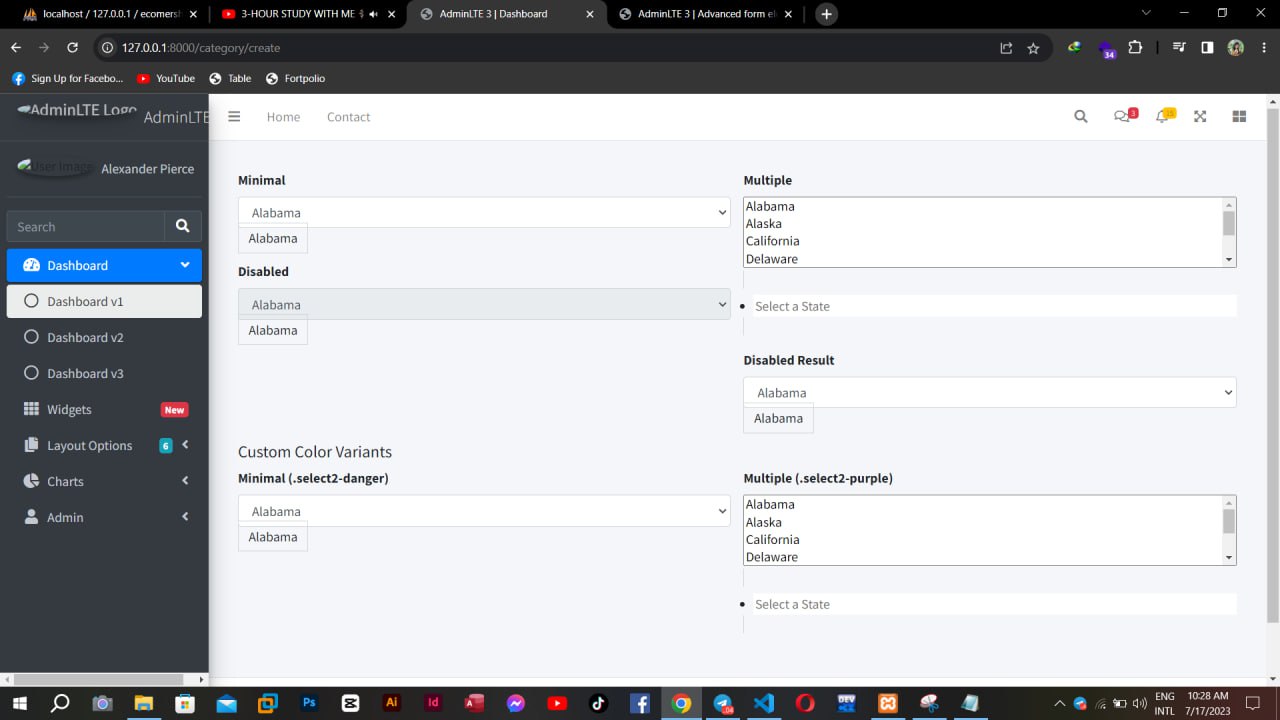 localhost / 127.0.0.1 / ecomersh
3-HOUR STUDY WITH ME
AdminLTE 3 | Dashboard
AdminLTE 3 | Advanced form el
127.0.0.1:8000/category/create
34
Sign Up for Facebo...
YouTube
Table
Fortpolio
AdminLTE Logo
AdminLTE
Home
Contact
3
15
User Image
Alexander Pierce
Search
Dashboard
Dashboard v1
Dashboard v2
Dashboard v3
Widgets
New
Layout Options
6
Charts
Admin
Minimal
Alabama
Alabama
Disabled
Alabama
Alabama
Multiple
Alabama
Alaska
California
Delaware
Select a State
Disabled Result
Alabama
Alabama
Custom Color Variants
Minimal (.select2-danger)
Alabama
Alabama
Multiple (.select2-purple)
Alabama
Alaska
California
Delaware
Select a State
Ps
Ai
Id
DEV
ENG
INTL
10:28 AM
7/17/2023